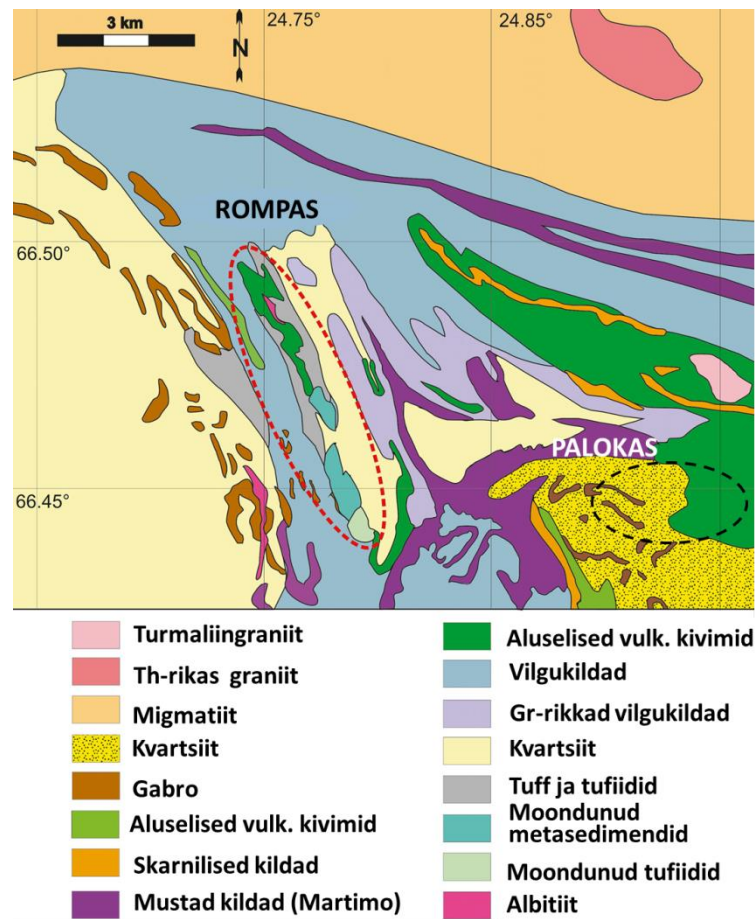 3 km
N
24.75°
24.85°
ROMPAS
66.50°
PALOKAS
66.45°
Turmaliingraniit
Th-rikas graniit
Migmatiit
Kvartsiit
Gabro
Aluselised vulk. kivimid
Skarnilised kildad
Mustad kildad (Martimo)
Aluselised vulk. kivimid
Vilgukildad
Gr-rikkad vilgukildad
Kvartsiit
Tuff ja tufiidid
Moondunud
metasedimendid
Moondunud tufiidid
Albitiit